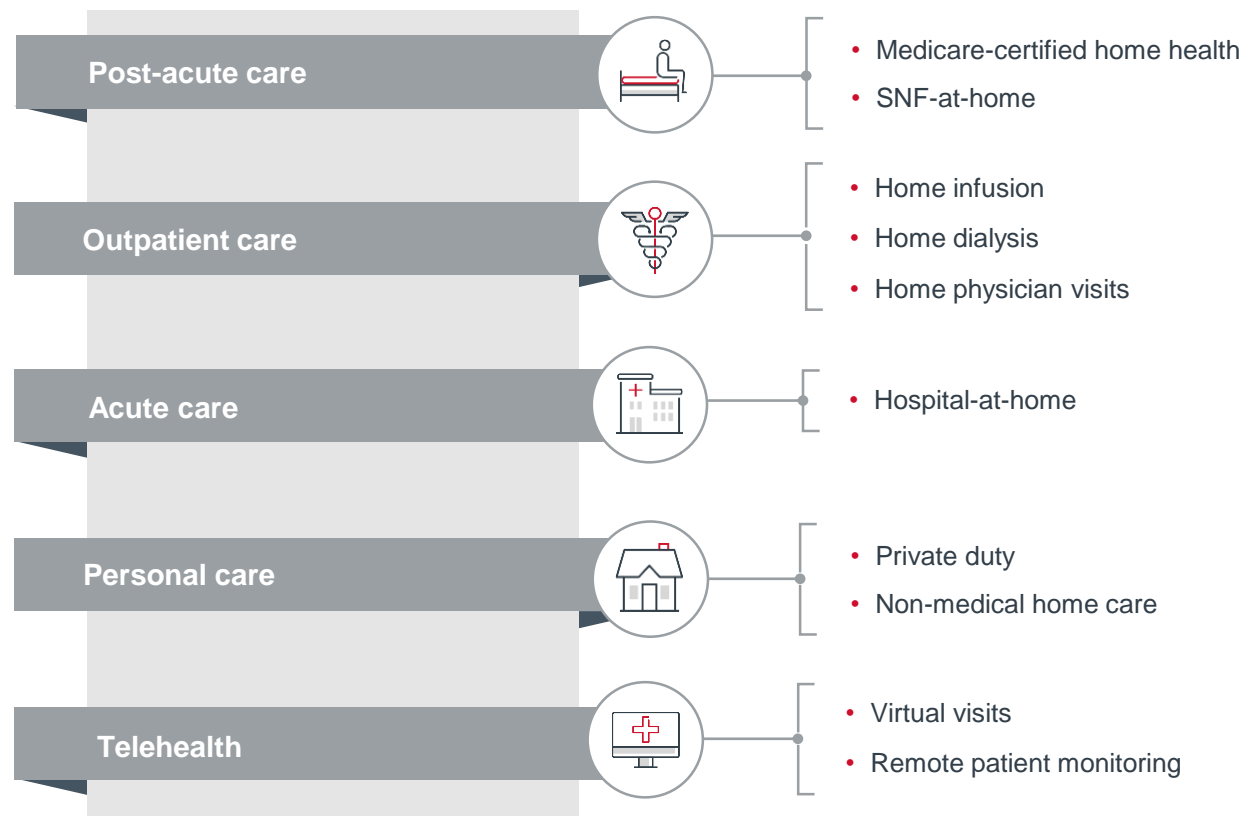 Post-acute care
• Medicare-certified home health
• SNF-at-home
Outpatient care
• Home infusion
• Home dialysis
• Home physician visits
Acute care
• Hospital-at-home
Personal care
• Private duty
• Non-medical home care
Telehealth
• Virtual visits
• Remote patient monitoring